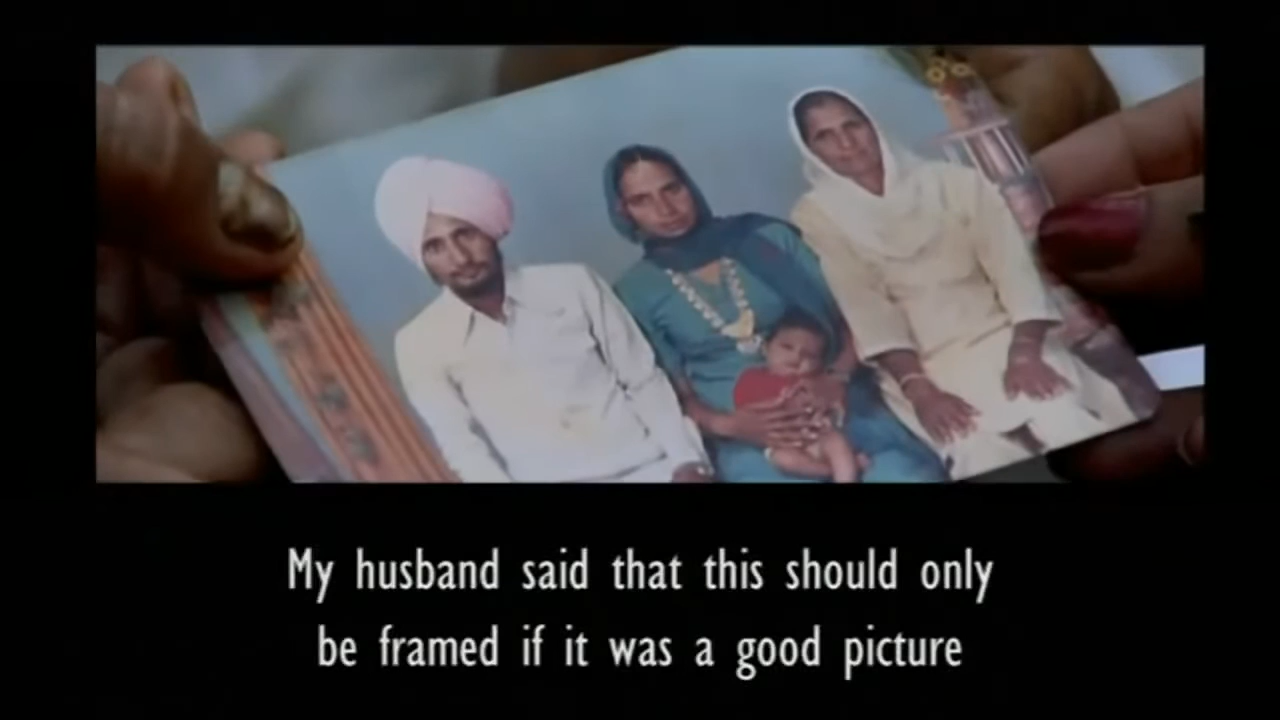 My husband said that this should only
be framed if it was a good picture